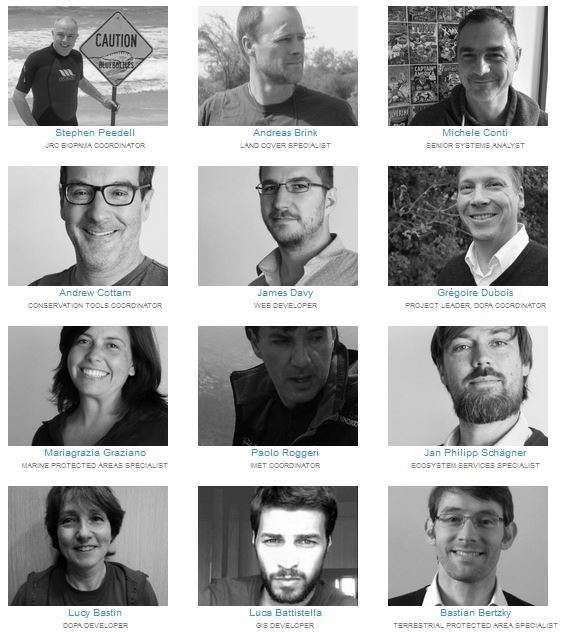 CAUTION
BLUEBOTTLES
Stephen Peedell
JRC BIOPAMA COORDINATOR
Andreas Brink
LAND COVER SPECIALIST
CAPTAIN
AMERICA
Michele Conti
SENIOR SYSTEMS ANALYST
Andrew Cottam
CONSERVATION TOOLS COORDINATOR
James Davy
WEB DEVELOPER
Grégoire Dubois
PROJECT LEADER, DOPA COORDINATOR
Mariagrazia Graziano
MARINE PROTECTED AREAS SPECIALIST
Paolo Roggeri
IMET COORDINATOR
Jan Philipp Schägner
ECOSYSTEM SERVICES SPECIALIST
Lucy Bastin
DOPA DEVELOPER
Luca Battistella
GIS DEVELOPER
Bastian Bertzky
TERRESTRIAL PROTECTED AREA SPECIALIST